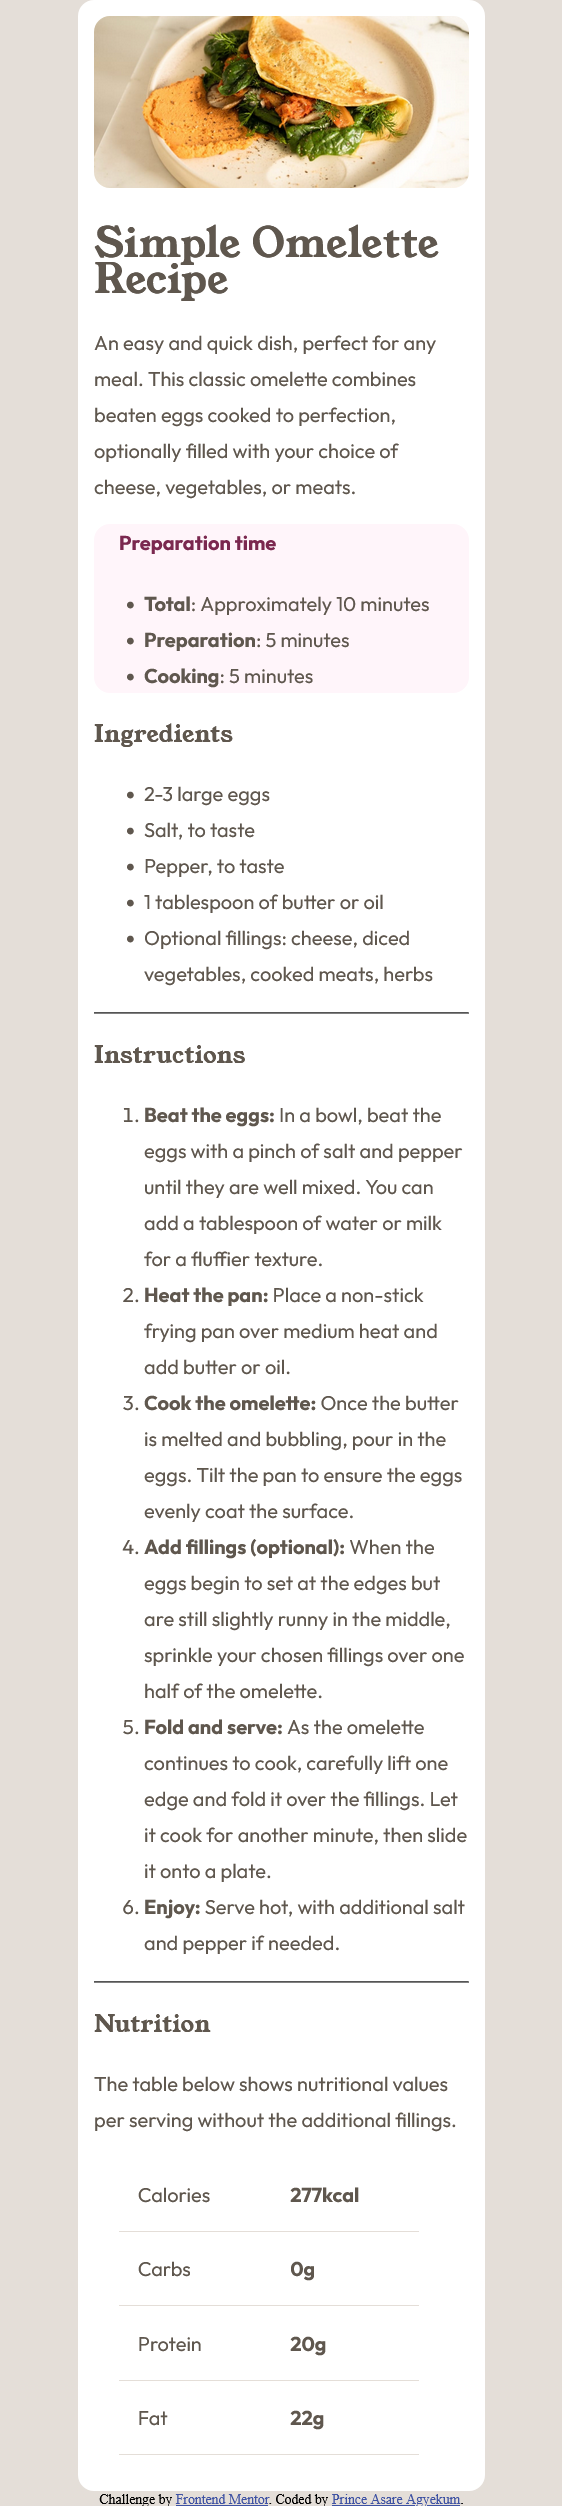 Simple Omelette
Recipe
An easy and quick dish, perfect for any
meal. This classic omelette combines
beaten eggs cooked to perfection,
optionally filled with your choice of
cheese, vegetables, or meats.
Preparation time
• Total: Approximately 10 minutes
• Preparation: 5 minutes
• Cooking: 5 minutes
Ingredients
• 2-3 large eggs
• Salt, to taste
• Pepper, to taste
• 1 tablespoon of butter or oil
• Optional fillings: cheese, diced
vegetables, cooked meats, herbs
Instructions
1. Beat the eggs: In a bowl, beat the
eggs with a pinch of salt and pepper
until they are well mixed. You can
add a tablespoon of water or milk
for a fluffier texture.
2. Heat the pan: Place a non-stick
frying pan over medium heat and
add butter or oil.
3. Cook the omelette: Once the butter
is melted and bubbling, pour in the
eggs. Tilt the pan to ensure the eggs
evenly coat the surface.
4. Add fillings (optional): When the
eggs begin to set at the edges but
are still slightly runny in the middle,
sprinkle your chosen fillings over one
half of the omelette.
5. Fold and serve: As the omelette
continues to cook, carefully lift one
edge and fold it over the fillings. Let
it cook for another minute, then slide
it onto a plate.
6. Enjoy: Serve hot, with additional salt
and pepper if needed.
Nutrition
The table below shows nutritional values
per serving without the additional fillings.
Calories 277kcal
Carbs 0g
Protein 20g
Fat 22g
Challenge by Frontend Mentor. Coded by Prince Asare Agyekum.